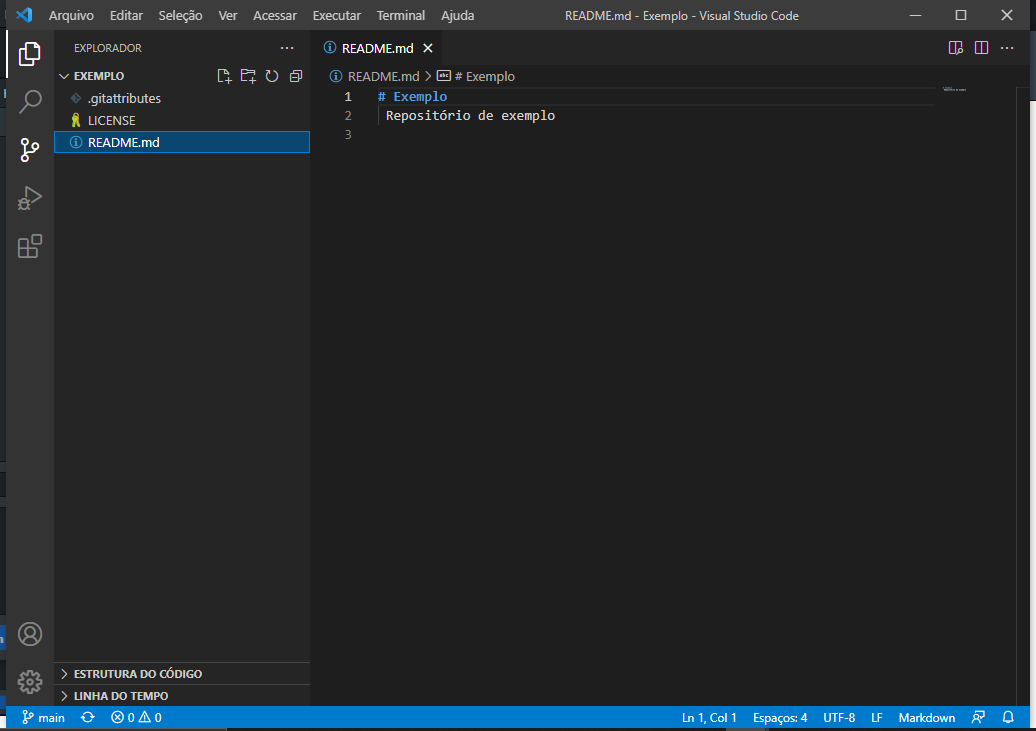 Arquivo Editar Seleção Ver Acessar Executar Terminal Ajuda README.md - Exemplo - Visual Studio Code
EXPLORADOR
EXEMPLO
.gitattributes
LICENSE
README.md
README.md
README.md > # Exemplo
1 # Exemplo
2 Repositório de exemplo
3
ESTRUTURA DO CÓDIGO
LINHA DO TEMPO
main 0 0 Ln 1, Col 1 Espaços: 4 UTF-8 LF Markdown